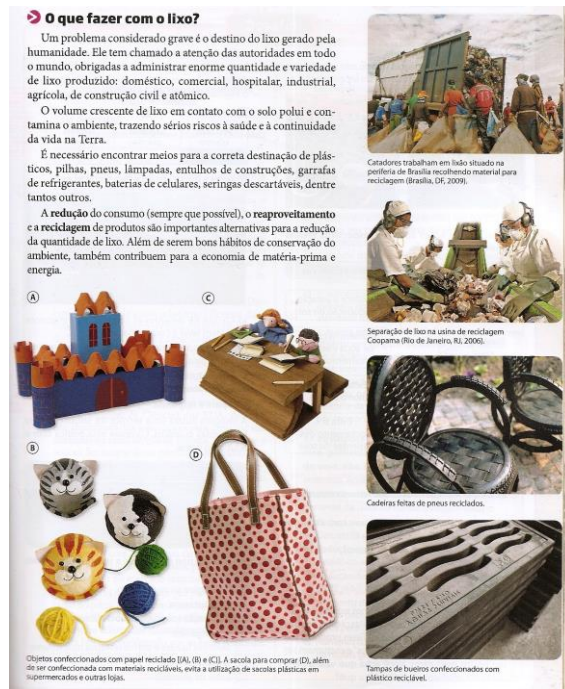 O que fazer com o lixo?
Um problema considerado grave é o destino do lixo gerado pela
humanidade. Ele tem chamado a atenção das autoridades em todo
o mundo, obrigadas a administrar enorme quantidade e variedade
de lixo produzido: doméstico, comercial, hospitalar, industrial,
agrícola, de construção civil e atômico.
O volume crescente de lixo em contato com o solo polui e con-
tamina o ambiente, trazendo sérios riscos à saúde e à continuidade
da vida na Terra.
É necessário encontrar meios para a correta destinação de plás-
ticos, pilhas, pneus, lâmpadas, entulhos de construções, garrafas
de refrigerantes, baterias de celulares, seringas descartáveis, dentre
tantos outros.
A redução do consumo (sempre que possível), o reaproveitamento
e a reciclagem de produtos são importantes alternativas para a redução
da quantidade de lixo. Além de serem bons hábitos de conservação do
ambiente, também contribuem para a economia de matéria-prima e
energia.
A
C
B
D
Objetos confeccionados com papel reciclado [(A), (B) e (C)]. A sacola para comprar (D), além
de ser confeccionada com materiais recicláveis, evita a utilização de sacolas plásticas em
supermercados e outras lojas.
Catadores trabalham em lixão situado na
periferia de Brasília recolhendo material para
reciclagem (Brasília, DF, 2009).
Separação de lixo na usina de reciclagem
Coopama (Rio de Janeiro, RJ, 2006).
Cadeiras feitas de pneus reciclados.
Tampas de bueiros confeccionados com
plástico reciclável.